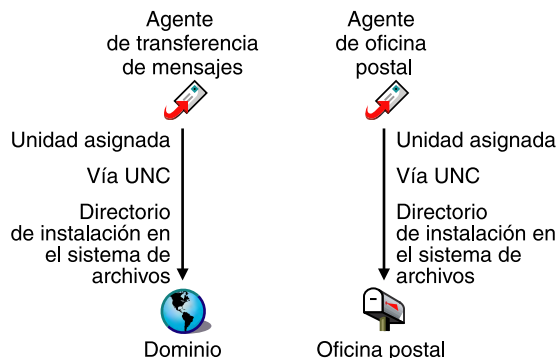 Agente
de transferencia
de mensajes
Unidad asignada
Vía UNC
Directorio
de instalación en
el sistema de
archivos
Dominio
Agente
de oficina
postal
Unidad asignada
Vía UNC
Directorio
de instalación en
el sistema de
archivos
Oficina postal